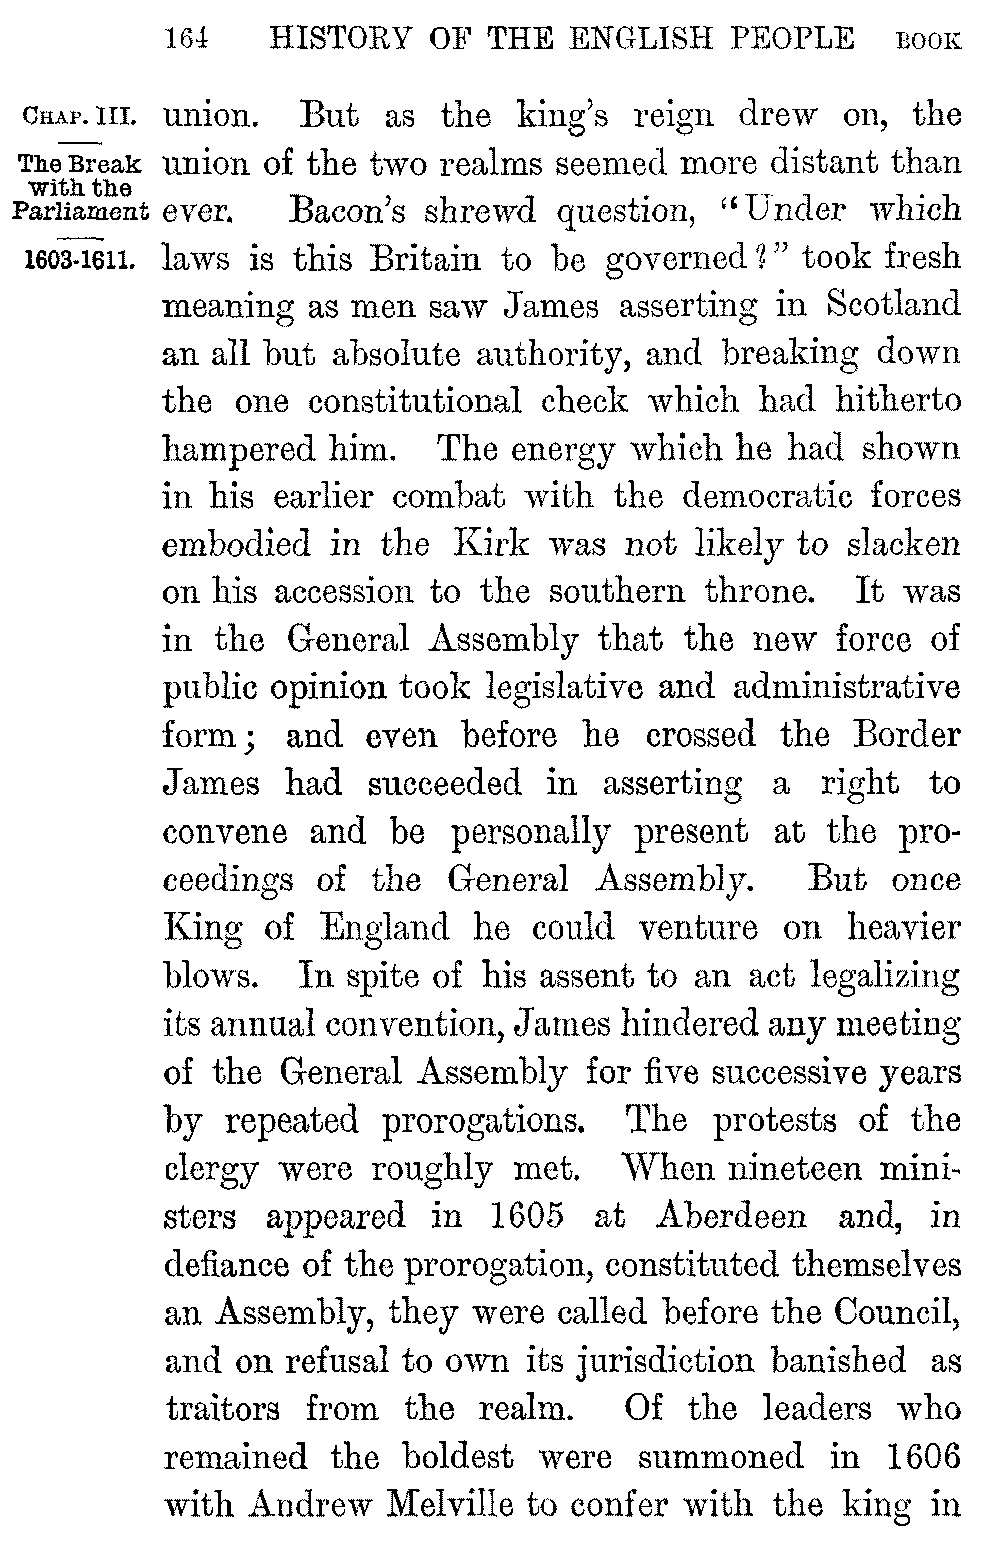 164 HISTORY OF THE ENGLISH PEOPLE BOOK
CHAP. III.
The Break
with the
Parliament
1603-1611.
union. But as the king's reign drew on, the
union of the two realms seemed more distant than
ever. Bacon's shrewd question, "Under which
laws is this Britain to be governed?" took fresh
meaning as men saw James asserting in Scotland
an all but absolute authority, and breaking down
the one constitutional check which had hitherto
hampered him. The energy which he had shown
in his earlier combat with the democratic forces
embodied in the Kirk was not likely to slacken
on his accession to the southern throne. It was
in the General Assembly that the new force of
public opinion took legislative and administrative
form; and even before he crossed the Border
James had succeeded in asserting a right to
convene and be personally present at the pro-
ceedings of the General Assembly. But once
King of England he could venture on heavier
blows. In spite of his assent to an act legalizing
its annual convention, James hindered any meeting
of the General Assembly for five successive years
by repeated prorogations. The protests of the
clergy were roughly met. When nineteen mini-
sters appeared in 1605 at Aberdeen and, in
defiance of the prorogation, constituted themselves
an Assembly, they were called before the Council,
and on refusal to own its jurisdiction banished as
traitors from the realm. Of the leaders who
remained the boldest were summoned in 1606
with Andrew Melville to confer with the king in